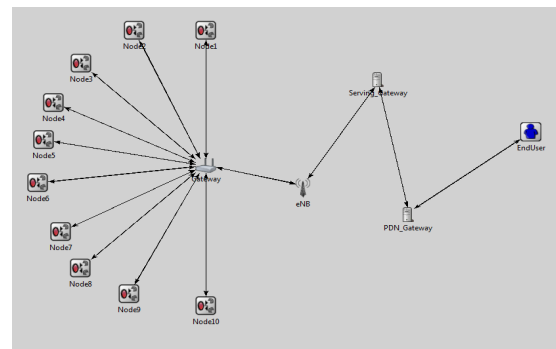 Node2
Node1
Node3
Serving_Gateway
Node4
Node5
EndUser
Gateway
Node6
eNB
PDN_Gateway
Node7
Node8
Node9
Node10